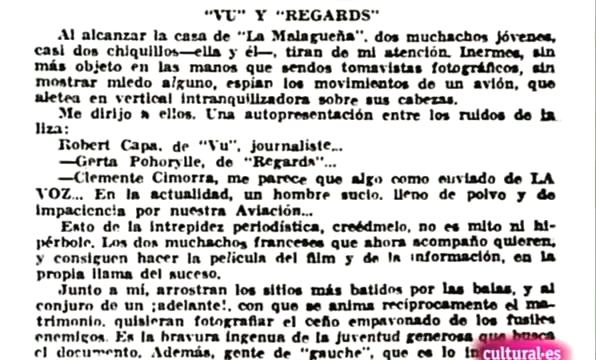 "VU" Y "REGARDS"
Al alcanzar la casa de "La Malagueña", dos muchachos jóvenes,
casi dos chiquillos—ella y él—, tiran de mi atención. Inermes, sin
más objeto en las manos que sendos tomavistas fotográficos, sin
mostrar miedo alguno, espían los movimientos de un avión, que
aletea en vertical intranquilizadora sobre sus cabezas.
Me dirijo a ellos. Una autopresentación entre los ruidos de la
liza:
Robert Capa, de "Vu", journaliste...
—Gerta Pohorylle, de "Regards"...
—Clemente Cimorra, me parece que algo como enviado de LA
VOZ... En la actualidad, un hombre sucio, lleno de polvo y de
impaciencia por nuestra Aviación...
Esto de la intrepidez periodística, creédmelo, no es mito ni hi-
pérbole. Los dos muchachos franceses que ahora acompaño quieren,
y consiguen hacer la película del film y de la información, en la
propia llama del suceso.
Junto a mí, arrostran los sitios más batidos por las balas, y al
conjuro de un ¡adelante!, con que se anima recíprocamente el ma-
trimonio, quisieran fotografiar el ceño empavonado de los fusiles
enemigos. Es la bravura ingenua de la juventud generosa que busca
el documento. Además, gente de "gauche", que es lo
culturales